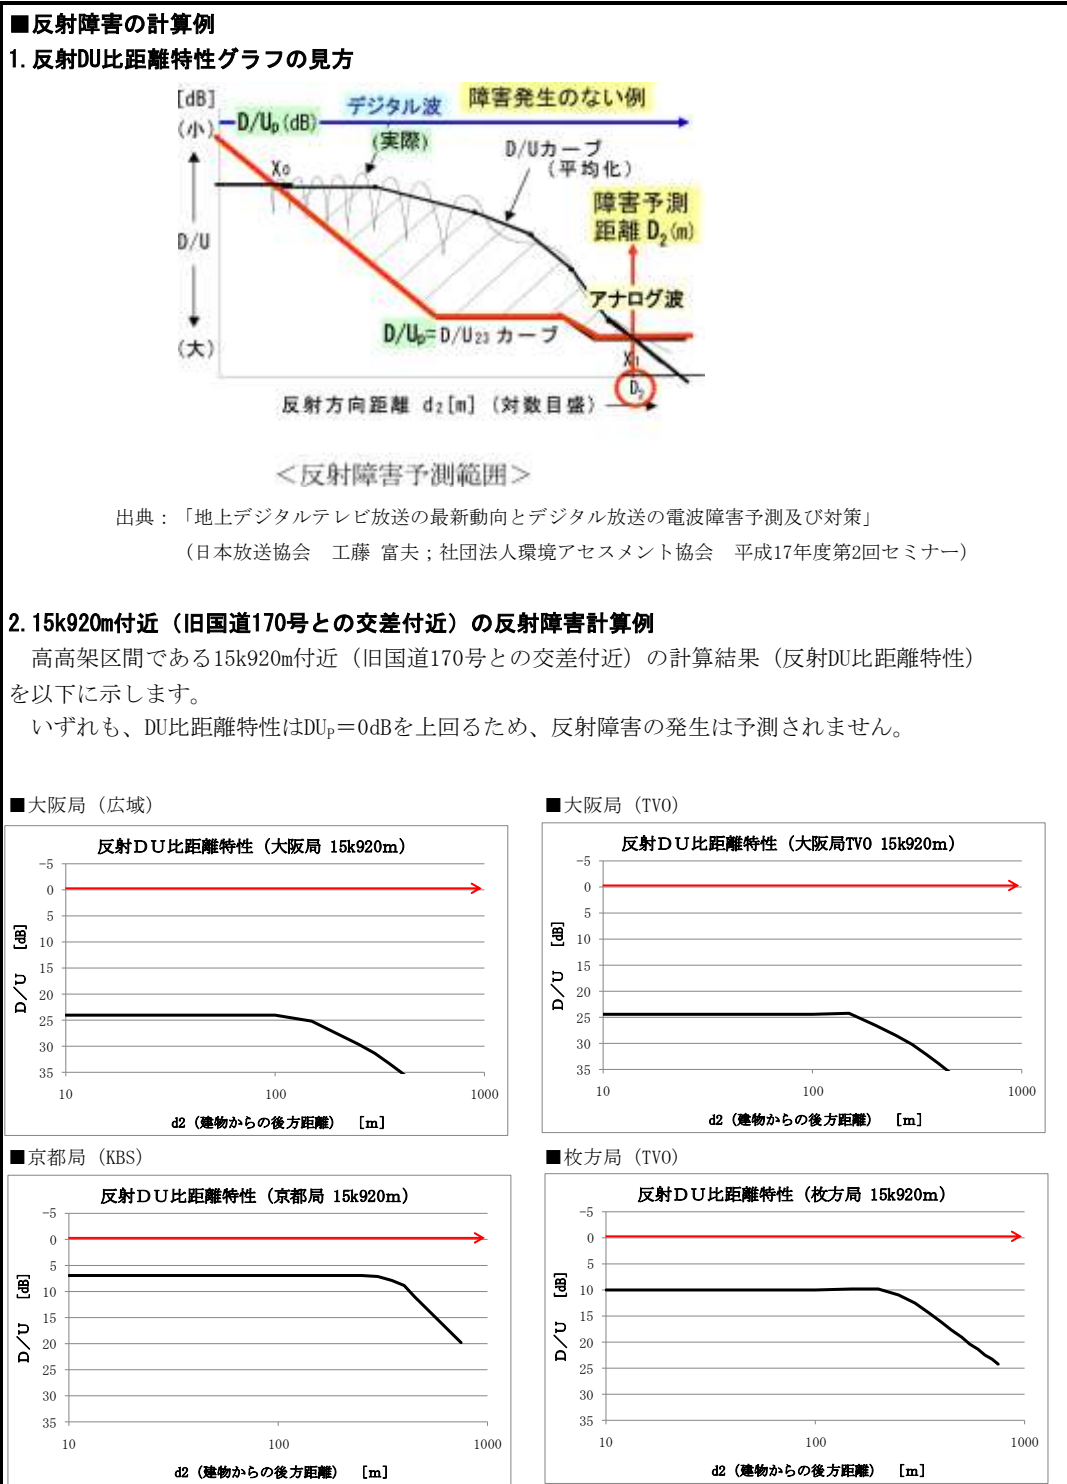 ■反射障害の計算例
1.反射DU比距離特性グラフの見方
[dB]
デジタル波
障害発生のない例
(小)
D/Up(dB)
(実際)
D/Uカーブ
(平均化)
X₀
障害予測
距離 D₂(m)
D/U
アナログ波
D/Up=D/U₂₃ カーブ
(大)
X₁
D₂
反射方向距離 d₂[m] (対数目盛)
＜反射障害予測範囲＞
出典：「地上デジタルテレビ放送の最新動向とデジタル放送の電波障害予測及び対策」
（日本放送協会　工藤 富夫；社団法人環境アセスメント協会　平成17年度第2回セミナー）
2.15k920m付近（旧国道170号との交差付近）の反射障害計算例
高高架区間である15k920m付近（旧国道170号との交差付近）の計算結果（反射DU比距離特性）
を以下に示します。
いずれも、DU比距離特性はDUP＝0dBを上回るため、反射障害の発生は予測されません。
■大阪局（広域）
反射ＤＵ比距離特性（大阪局 15k920m）
-5
0
5
10
15
20
25
30
35
D／U [dB]
10 100 1000
d2（建物からの後方距離） [m]
■大阪局（TVO）
反射ＤＵ比距離特性（大阪局TVO 15k920m）
-5
0
5
10
15
20
25
30
35
D／U [dB]
10 100 1000
d2（建物からの後方距離） [m]
■京都局（KBS）
反射ＤＵ比距離特性（京都局 15k920m）
-5
0
5
10
15
20
25
30
35
D／U [dB]
10 100 1000
d2（建物からの後方距離） [m]
■枚方局（TVO）
反射ＤＵ比距離特性（枚方局 15k920m）
-5
0
5
10
15
20
25
30
35
D／U [dB]
10 100 1000
d2（建物からの後方距離） [m]